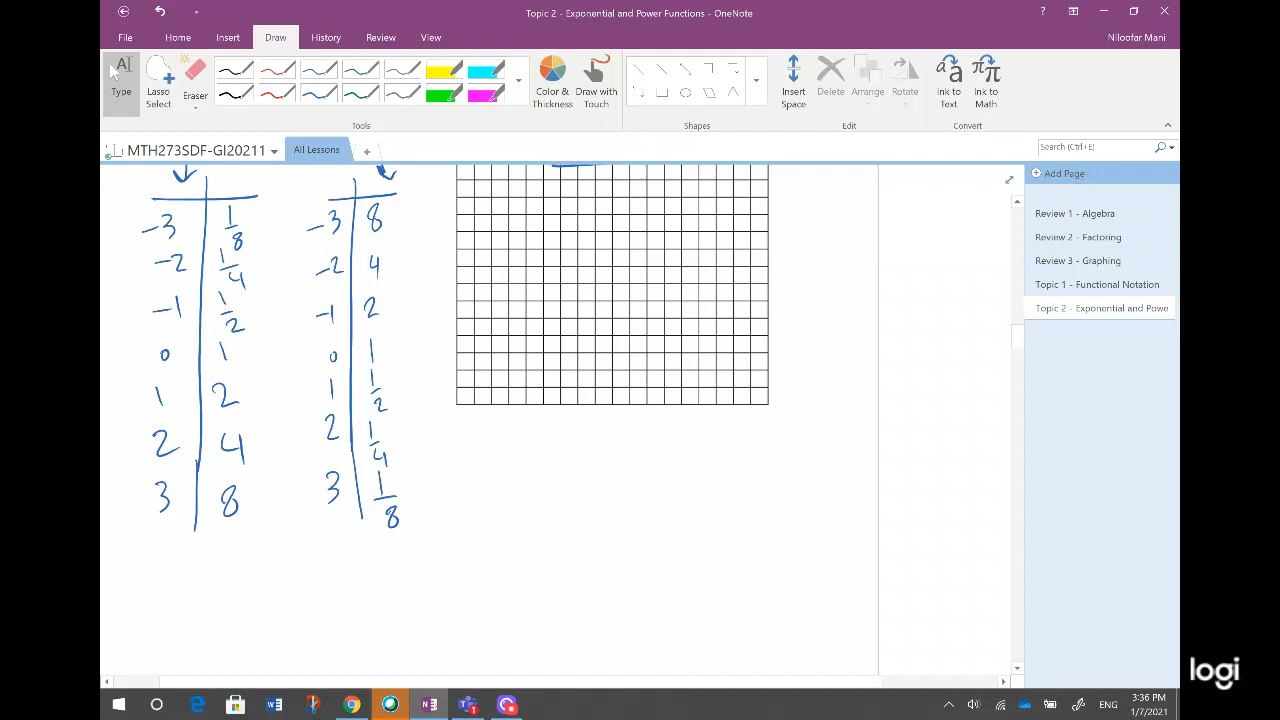 Topic 2 - Exponential and Power Functions - OneNote
Niloofar Mani
File Home Insert Draw History Review View
Type
Lasso Select
Eraser
Color & Thickness
Draw with Touch
Insert Space
Delete
Arrange
Rotate
Ink to Text
Ink to Math
Tools
Shapes
Edit
Convert
MTH273SDF-GI20211
All Lessons
Search (Ctrl+E)
Add Page
Review 1 - Algebra
Review 2 - Factoring
Review 3 - Graphing
Topic 1 - Functional Notation
Topic 2 - Exponential and Powe
-3 1/8
-2 1/4
-1 1/2
0 1
1 2
2 4
3 8
-3 8
-2 4
-1 2
0 1
1 1/2
2 1/4
3 1/8
logi
ENG
3:36 PM
1/7/2021